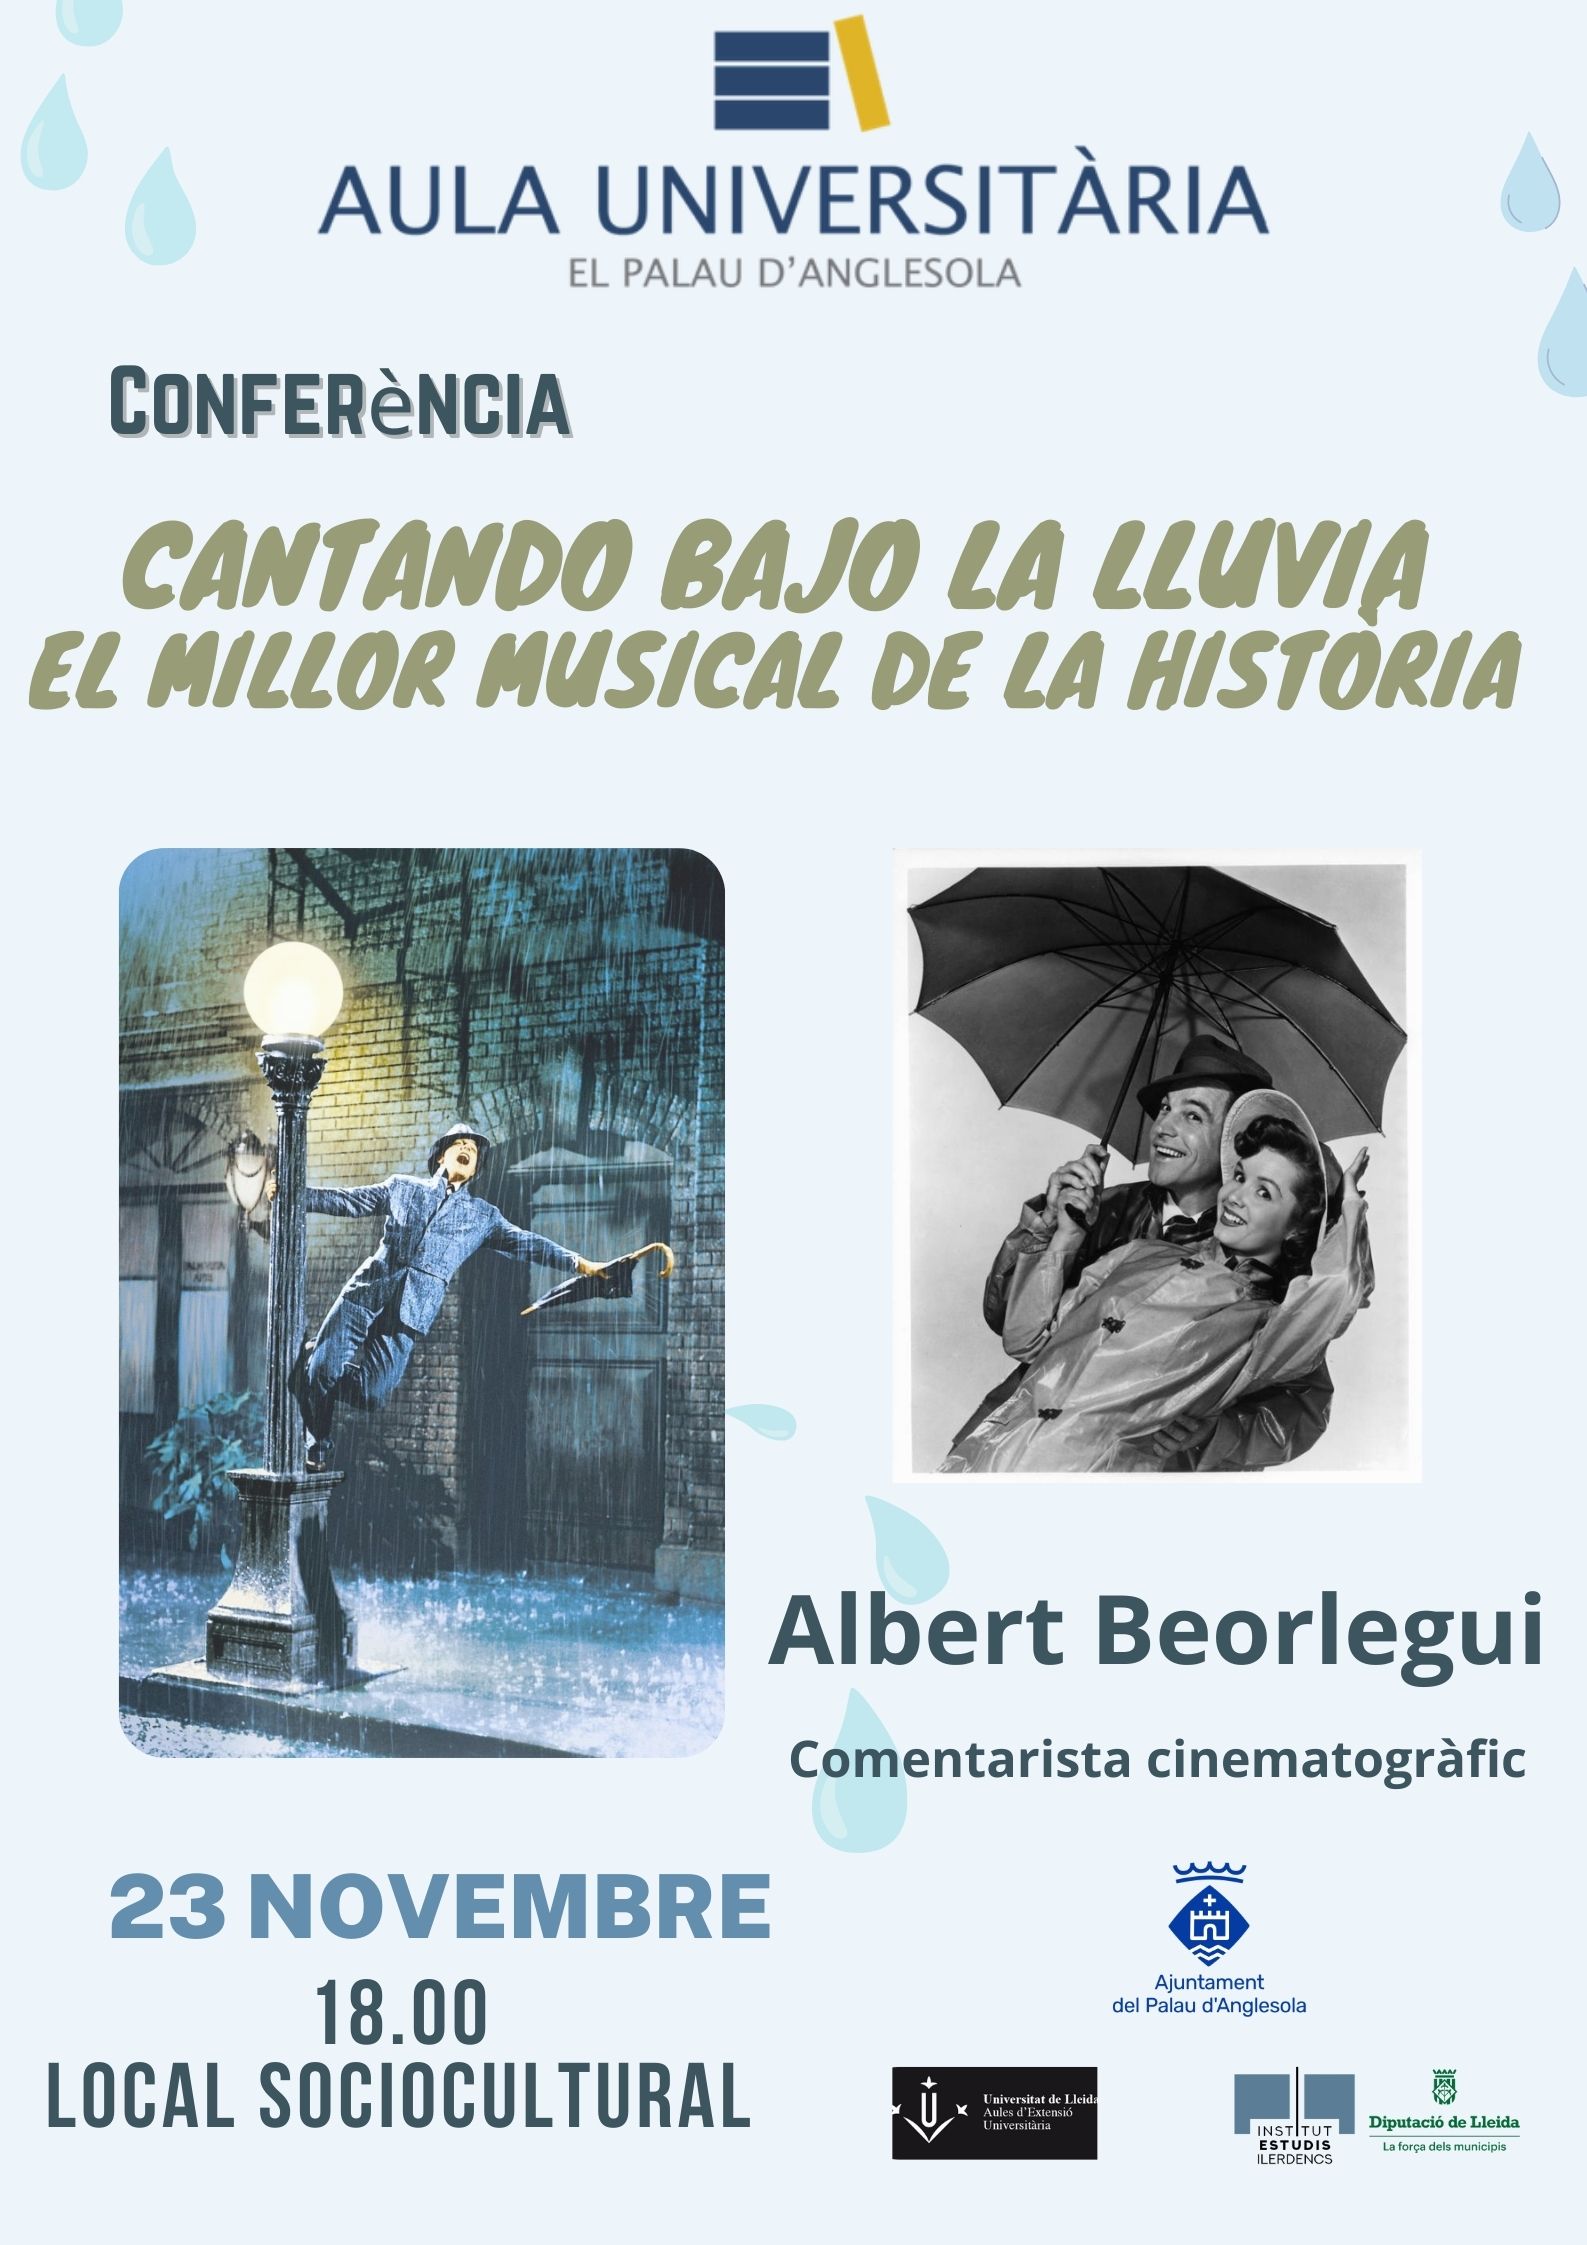 AULA UNIVERSITÀRIA
EL PALAU D'ANGLESOLA
CONFERèNCIA
CANTANDO BAJO LA LLUVIA
EL MILLOR MUSICAL DE LA HISTÒRIA
Albert Beorlegui
Comentarista cinematogràfic
23 NOVEMBRE
18.00
LOCAL SOCIOCULTURAL
Ajuntament
del Palau d'Anglesola
Universitat de Lleida
Aules d'Extensió
Universitària
INSTITUT
ESTUDIS
ILERDENCS
Diputació de Lleida
La força dels municipis